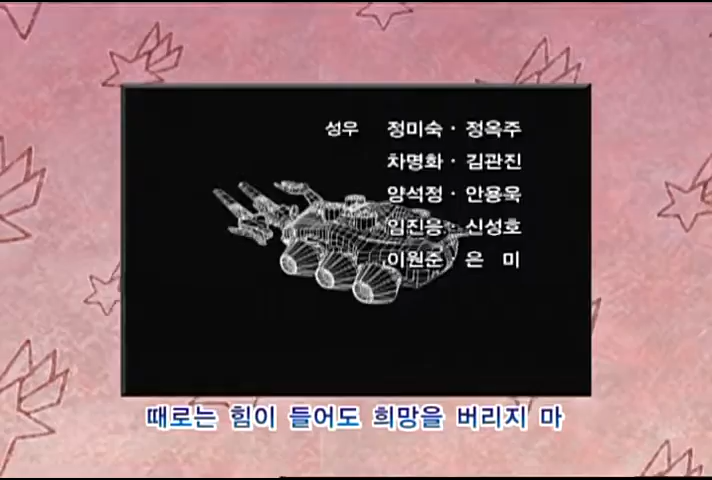 성우 정미숙 · 정옥주
차명화 · 김관진
양석정 · 안용욱
임진응 · 신성호
이원준 은 미
때로는 힘이 들어도 희망을 버리지 마